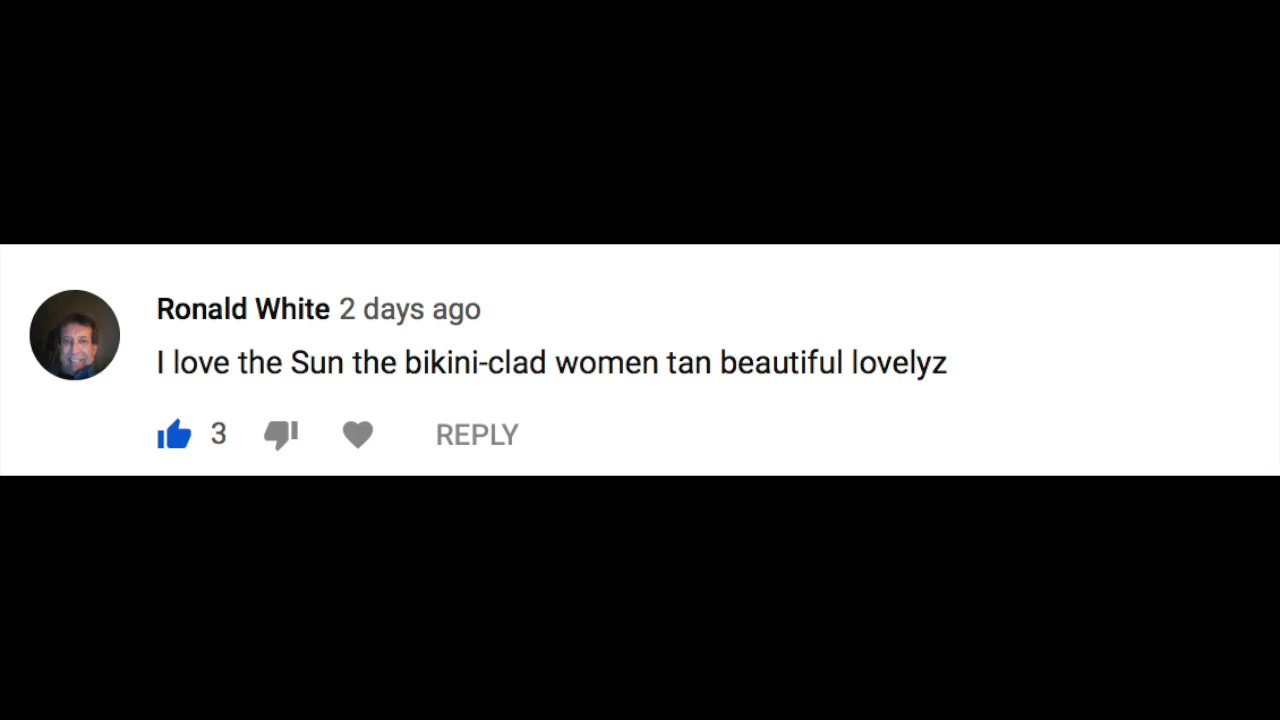 Ronald White 2 days ago
I love the Sun the bikini-clad women tan beautiful lovelyz
3 REPLY